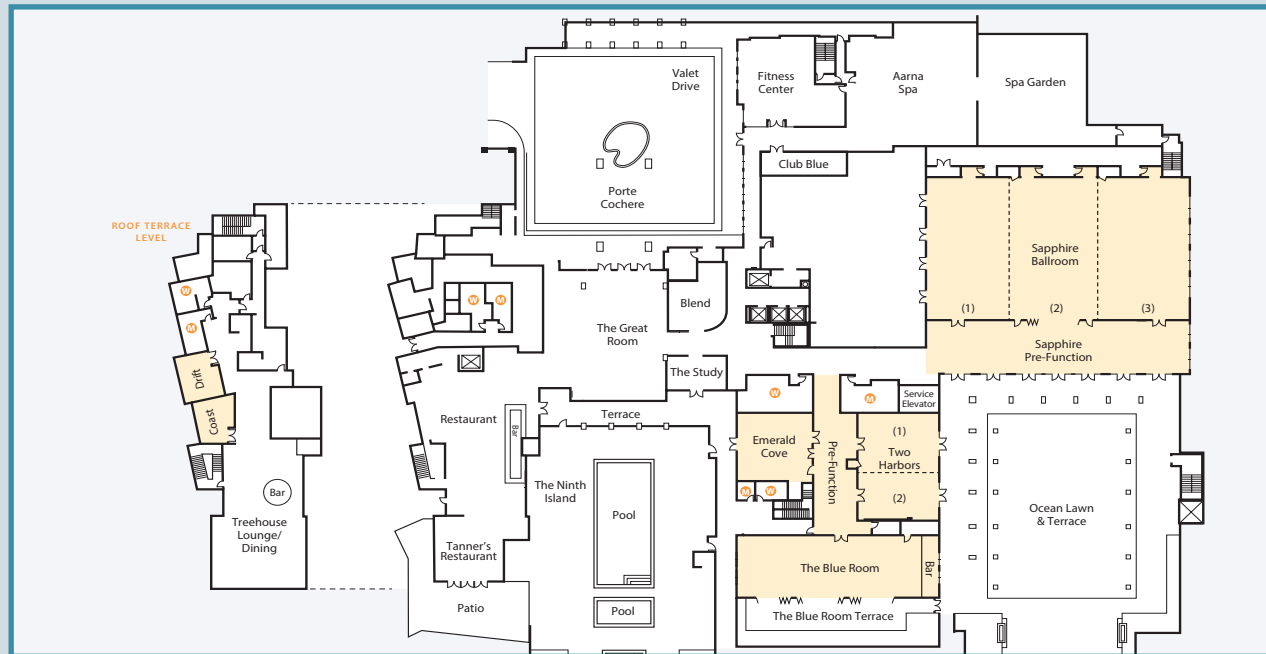 Valet
Drive
Fitness
Center
Aarna
Spa
Spa Garden
Club Blue
Porte
Cochere
ROOF TERRACE
LEVEL
Sapphire
Ballroom
(1)
(2)
(3)
Sapphire
Pre-Function
W
M
Drift
Coast
Bar
Treehouse
Lounge/
Dining
W
M
Blend
The Great
Room
The Study
Restaurant
Bar
Terrace
The Ninth
Island
Pool
Pool
Tanner's
Restaurant
Patio
W
M
Service
Elevator
Emerald
Cove
Pre-Function
(1)
Two
Harbors
(2)
M
W
The Blue Room
Bar
The Blue Room Terrace
Ocean Lawn
& Terrace